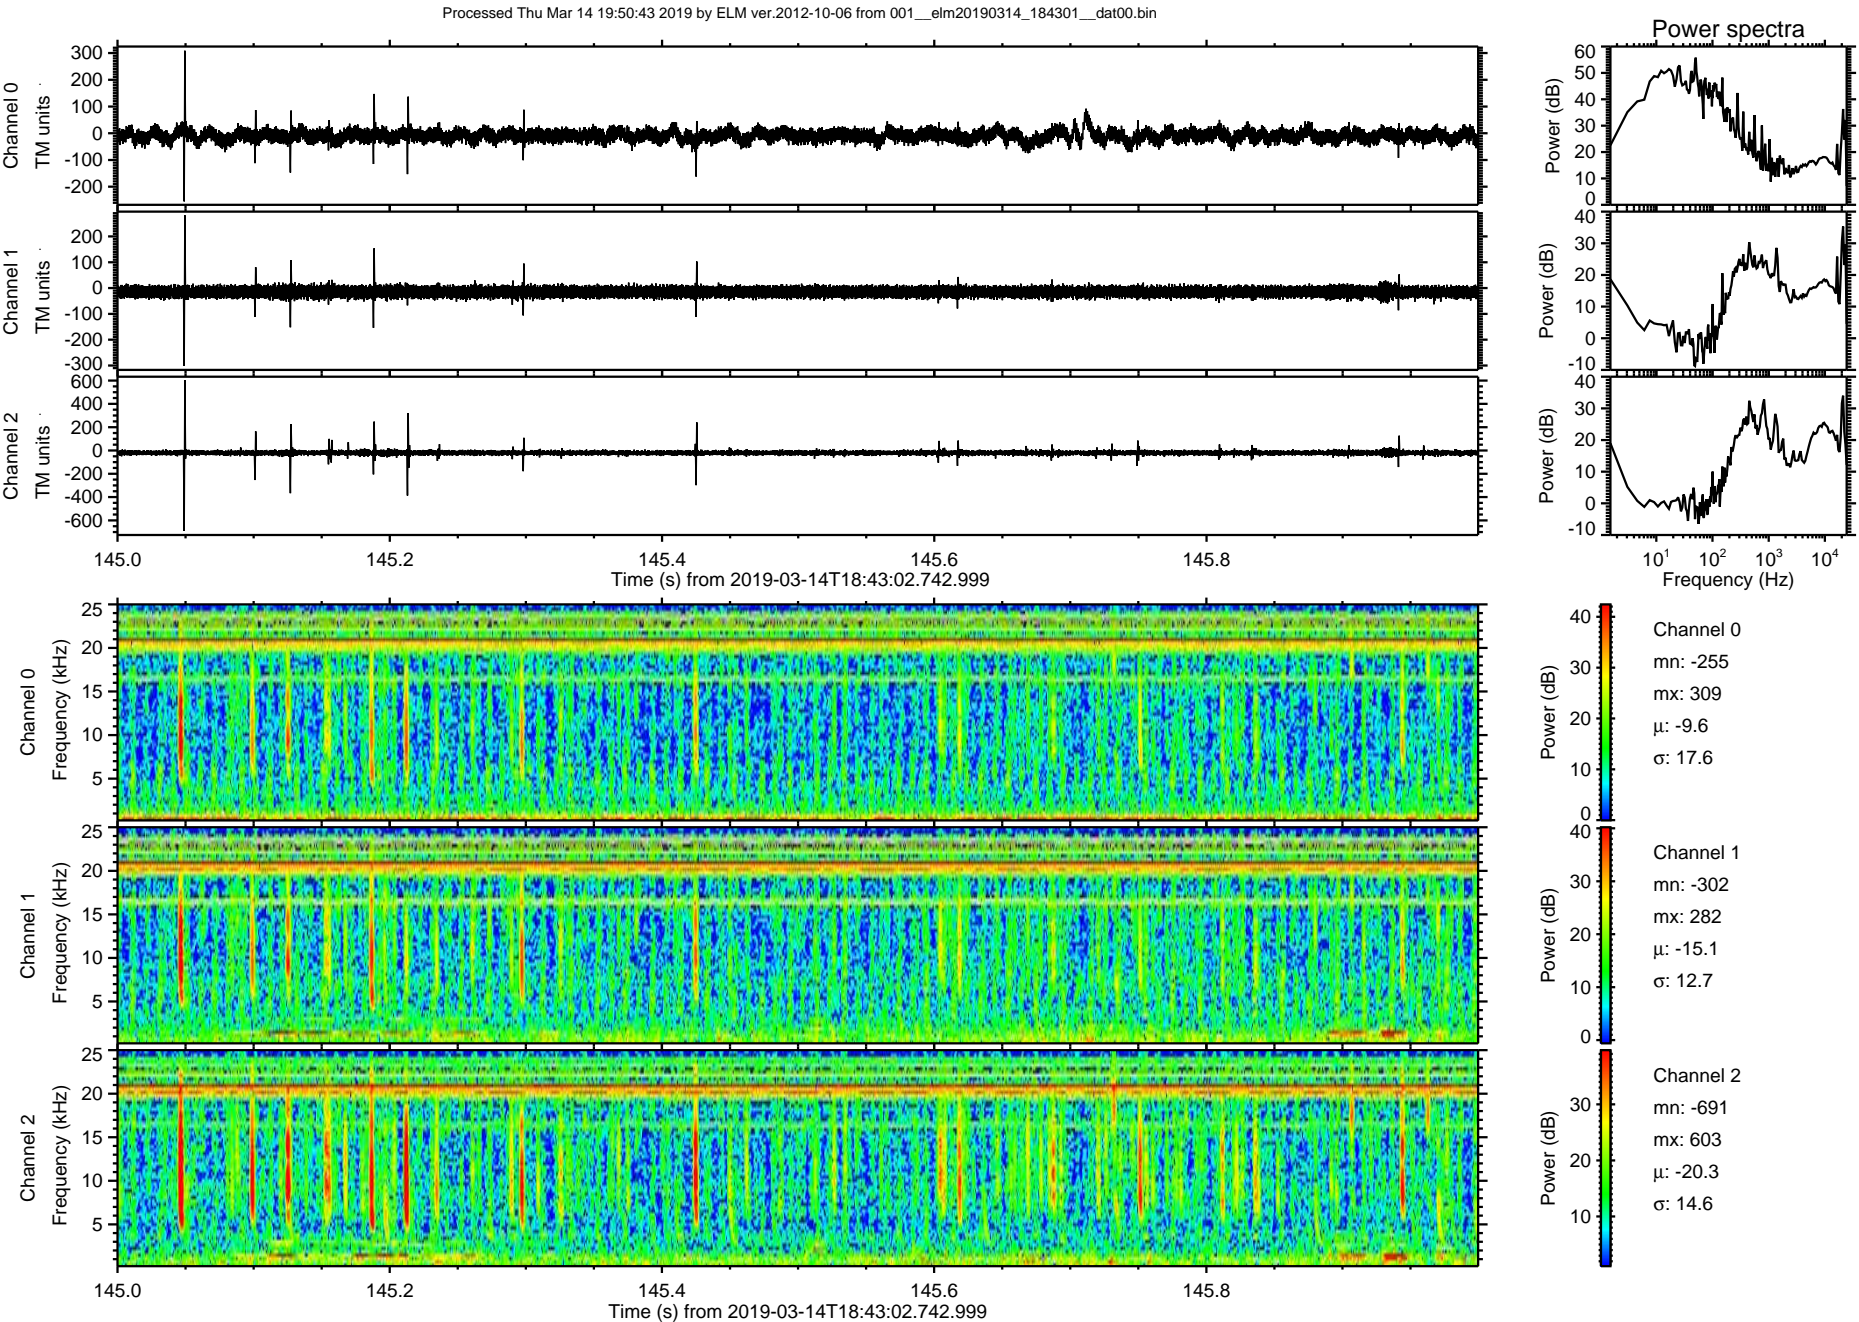 Processed Thu Mar 14 19:50:43 2019 by ELM ver.2012-10-06 from 001__elm20190314_184301__dat00.bin
Power spectra
Channel 0
TM units
300
200
100
0
-100
-200
Power (dB)
60
50
40
30
20
10
0
Channel 1
TM units
200
100
0
-100
-200
-300
Power (dB)
40
30
20
10
0
-10
Channel 2
TM units
600
400
200
0
-200
-400
-600
Power (dB)
40
30
20
10
0
-10
145.0 145.2 145.4 145.6 145.8
Time (s) from 2019-03-14T18:43:02.742.999
10¹ 10² 10³ 10⁴
Frequency (Hz)
Channel 0
Frequency (kHz)
25
20
15
10
5
Power (dB)
40
30
20
10
0
Channel 0
mn: -255
mx: 309
μ: -9.6
σ: 17.6
Channel 1
Frequency (kHz)
25
20
15
10
5
Power (dB)
40
30
20
10
0
Channel 1
mn: -302
mx: 282
μ: -15.1
σ: 12.7
Channel 2
Frequency (kHz)
25
20
15
10
5
Power (dB)
30
20
10
Channel 2
mn: -691
mx: 603
μ: -20.3
σ: 14.6
145.0 145.2 145.4 145.6 145.8
Time (s) from 2019-03-14T18:43:02.742.999